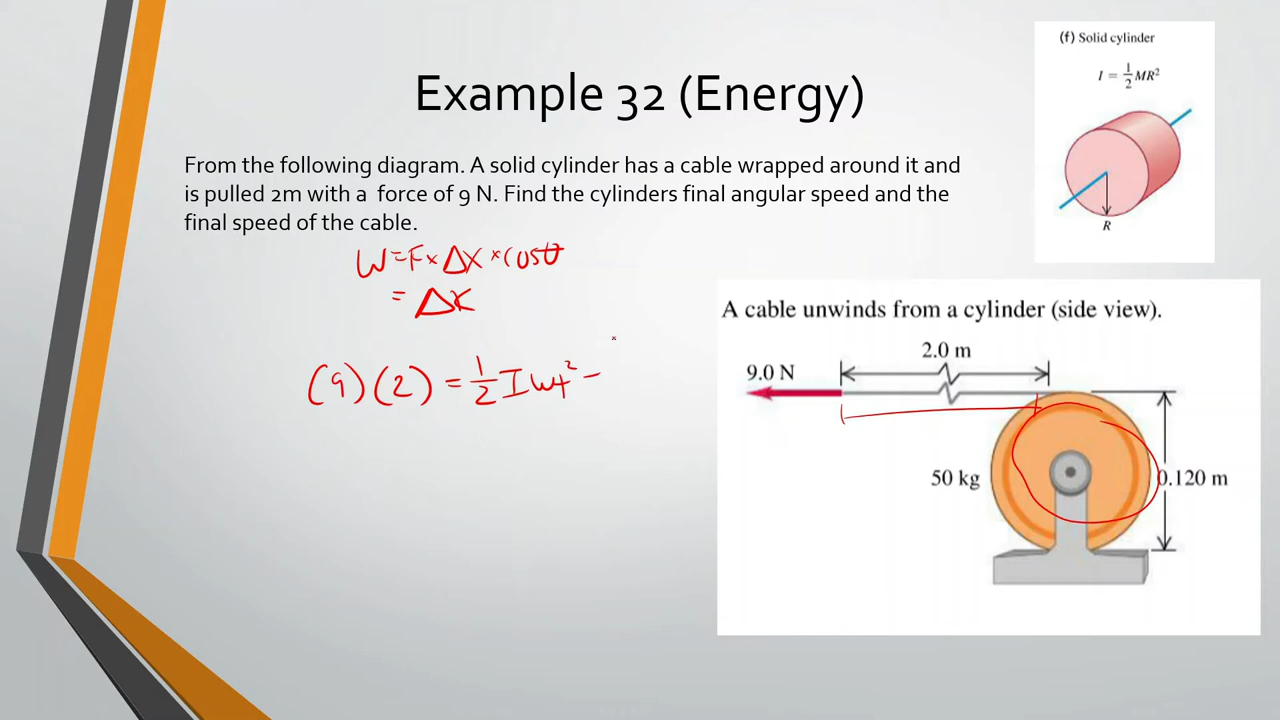 Example 32 (Energy)
From the following diagram. A solid cylinder has a cable wrapped around it and
is pulled 2m with a force of 9 N. Find the cylinders final angular speed and the
final speed of the cable.
W=F×Δx×cosθ
= Δk
(9)(2) = 1/2 Iωf² −
(f) Solid cylinder
I = 1/2 MR²
R
A cable unwinds from a cylinder (side view).
2.0 m
9.0 N
50 kg
0.120 m